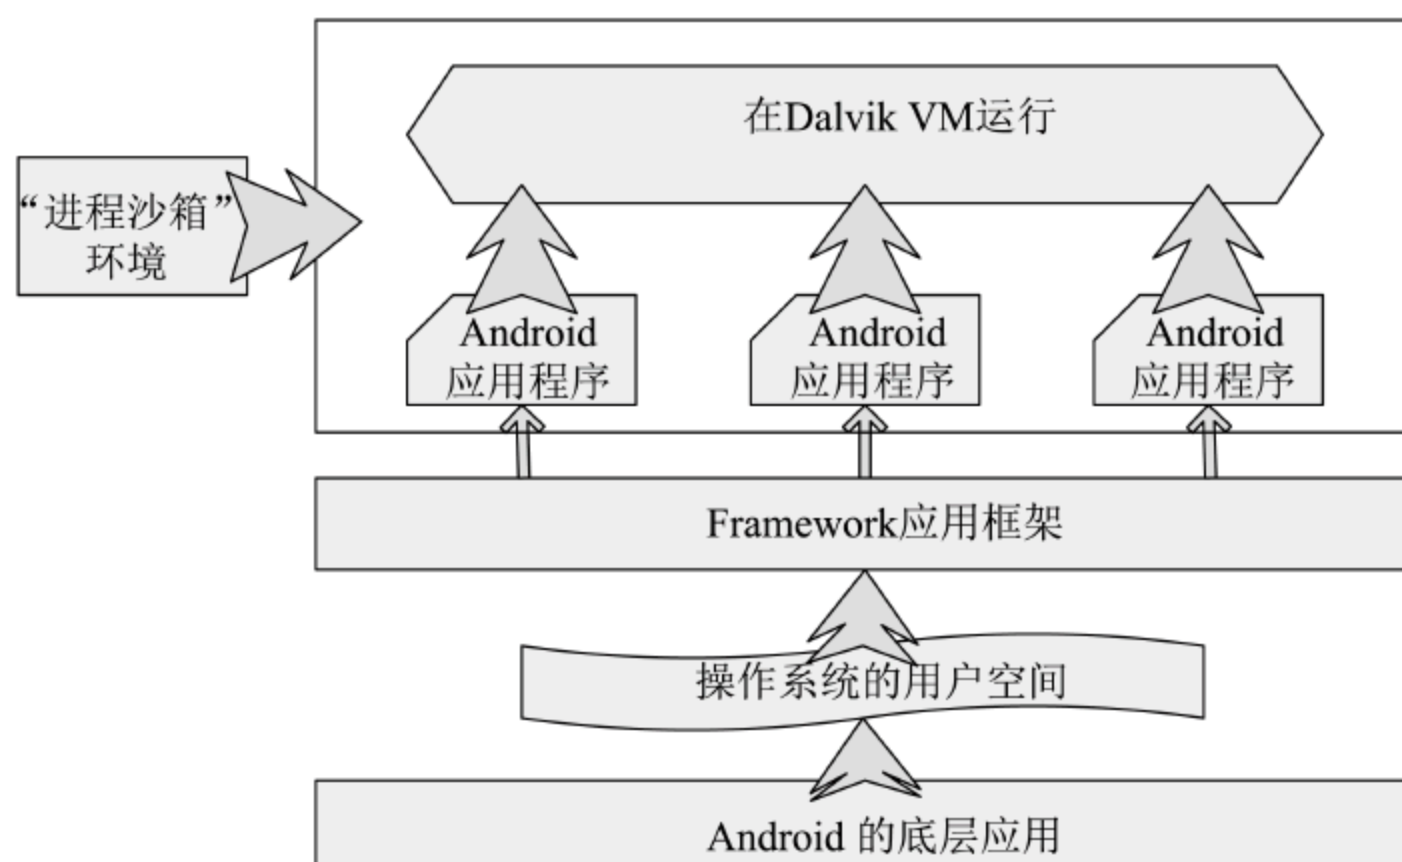 在Dalvik VM运行
“进程沙箱”
环境
Android
应用程序
Android
应用程序
Android
应用程序
Framework应用框架
操作系统的用户空间
Android 的底层应用